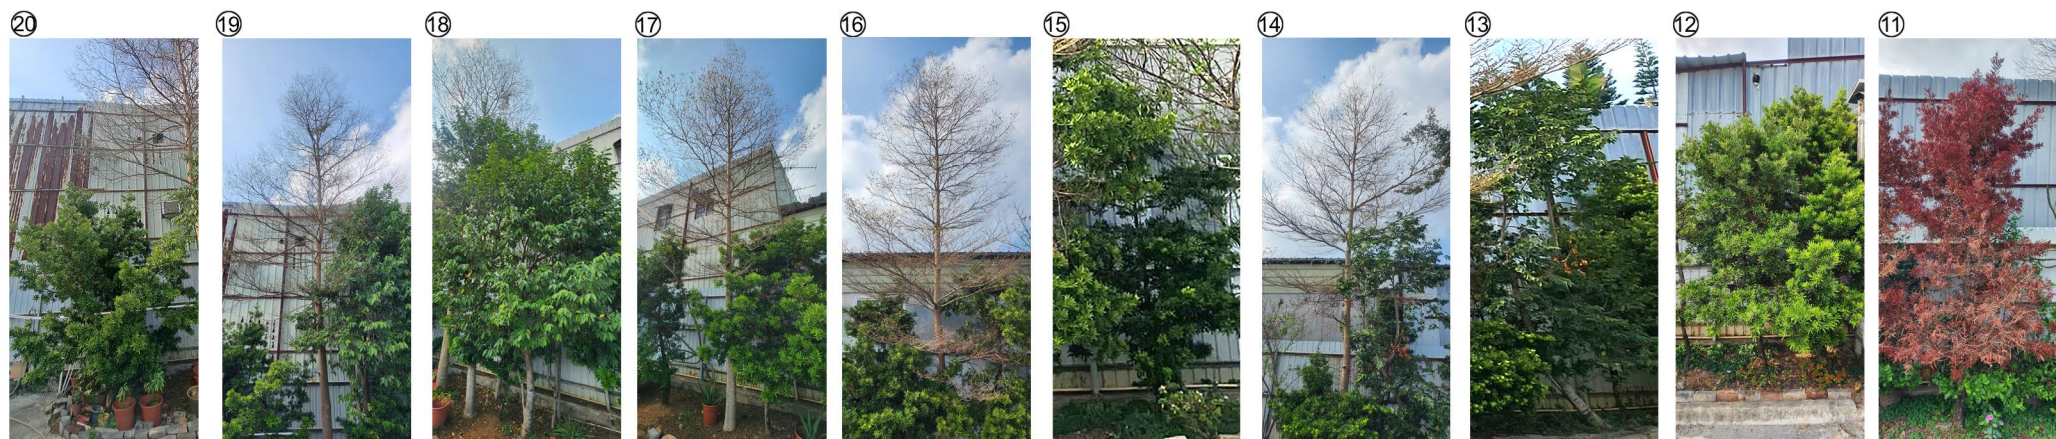 ⑳ ⑲ ⑱ ⑰ ⑯ ⑮ ⑭ ⑬ ⑫ ⑪